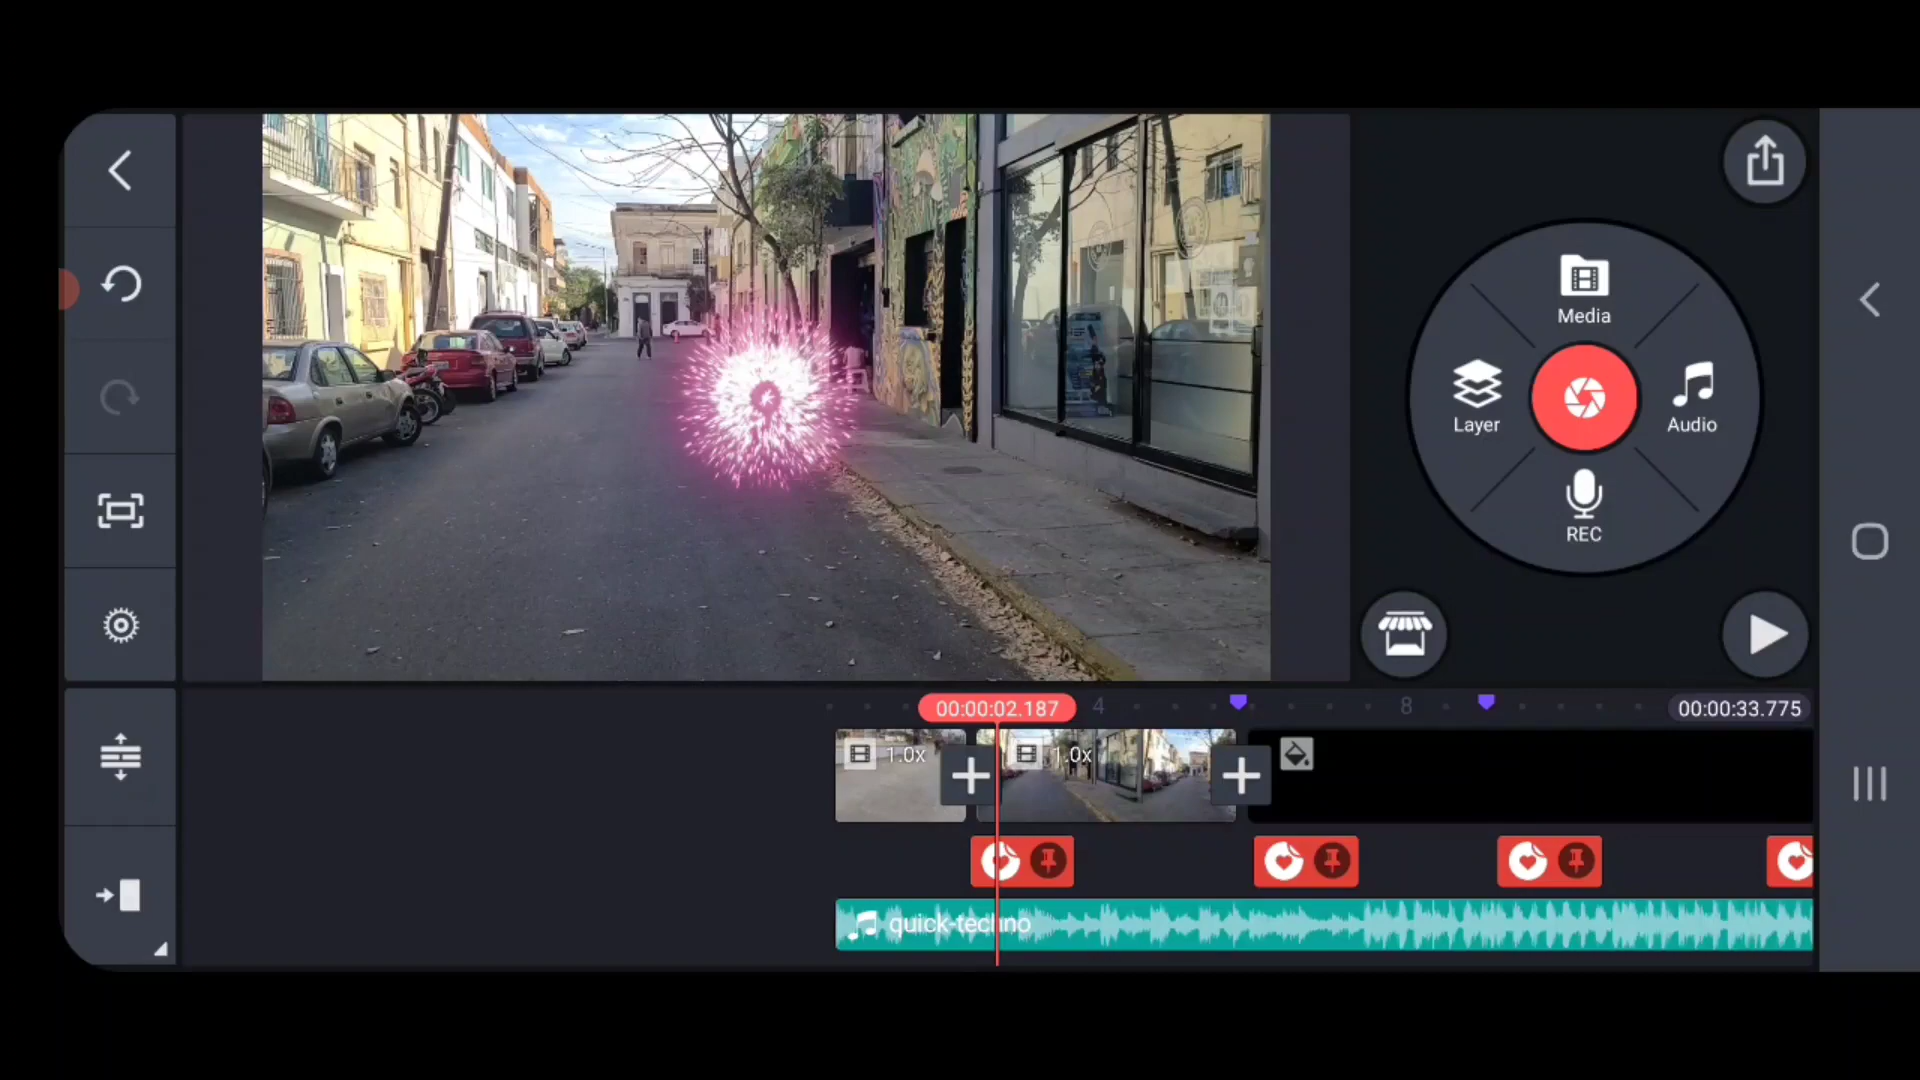 Media
Layer
Audio
REC
00:00:02.187
4
8
00:00:33.775
1.0x
1.0x
quick-techno